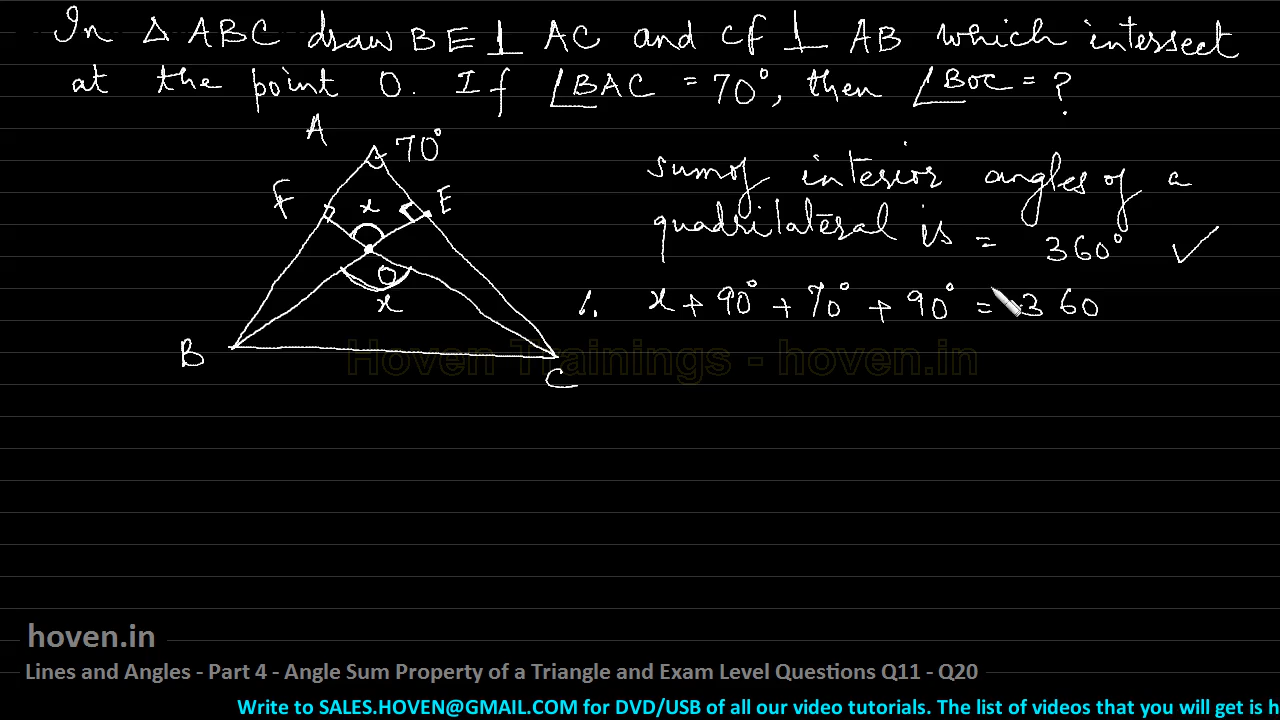 In △ ABC draw BE ⊥ AC and CF ⊥ AB which intersect
at the point O. If ∠BAC = 70°, then ∠BOC = ?
A
70°
F
x
E
O
x
B
C
sum of interior angles of a
quadrilateral is = 360° ✓
∴ x + 90° + 70° + 90° = 360
Hoven Trainings - hoven.in
hoven.in
Lines and Angles - Part 4 - Angle Sum Property of a Triangle and Exam Level Questions Q11 - Q20
Write to SALES.HOVEN@GMAIL.COM for DVD/USB of all our video tutorials. The list of videos that you will get is h